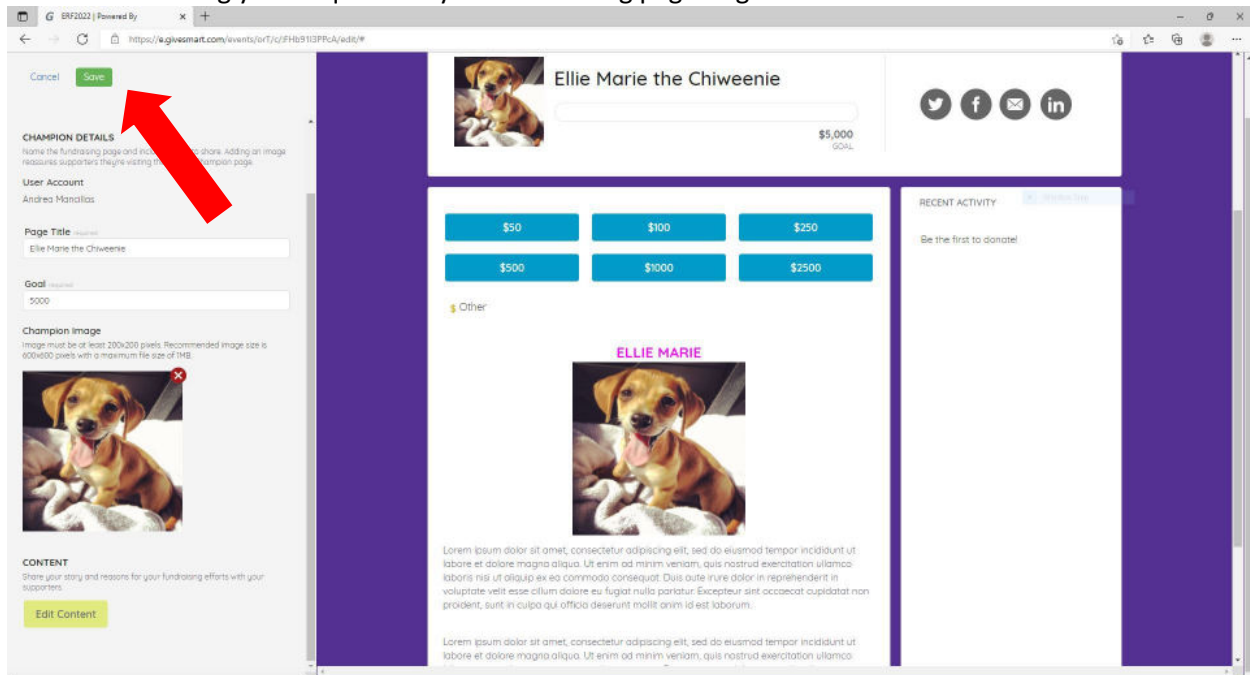 ERF2022 | Powered By
https://e.givesmart.com/events/orT/c/
Cancel
Save
CHAMPION DETAILS
Name the fundraising page and
share. Adding an image
reassures supporters they're visiting
champion page.
User Account
Andrea Mancillas
Page Title required
Ellie Marie the Chiweenie
Goal required
5000
Champion Image
Image must be at least 200x200 pixels. Recommended image size is
600x600 pixels with a maximum file size of 1MB.
CONTENT
Share your story and reasons for your fundraising efforts with your
supporters.
Edit Content
Ellie Marie the Chiweenie
$5,000
GOAL
$50
$100
$250
$500
$1000
$2500
$ Other
ELLIE MARIE
Lorem ipsum dolor sit amet, consectetur adipiscing elit, sed do eiusmod tempor incididunt ut
labore et dolore magna aliqua. Ut enim ad minim veniam, quis nostrud exercitation ullamco
laboris nisi ut aliquip ex ea commodo consequat. Duis aute irure dolor in reprehenderit in
voluptate velit esse cillum dolore eu fugiat nulla pariatur. Excepteur sint occaecat cupidatat non
proident, sunt in culpa qui officia deserunt mollit anim id est laborum.
Lorem ipsum dolor sit amet, consectetur adipiscing elit, sed do eiusmod tempor incididunt ut
labore et dolore magna aliqua. Ut enim ad minim veniam, quis nostrud exercitation ullamco
RECENT ACTIVITY
Be the first to donate!